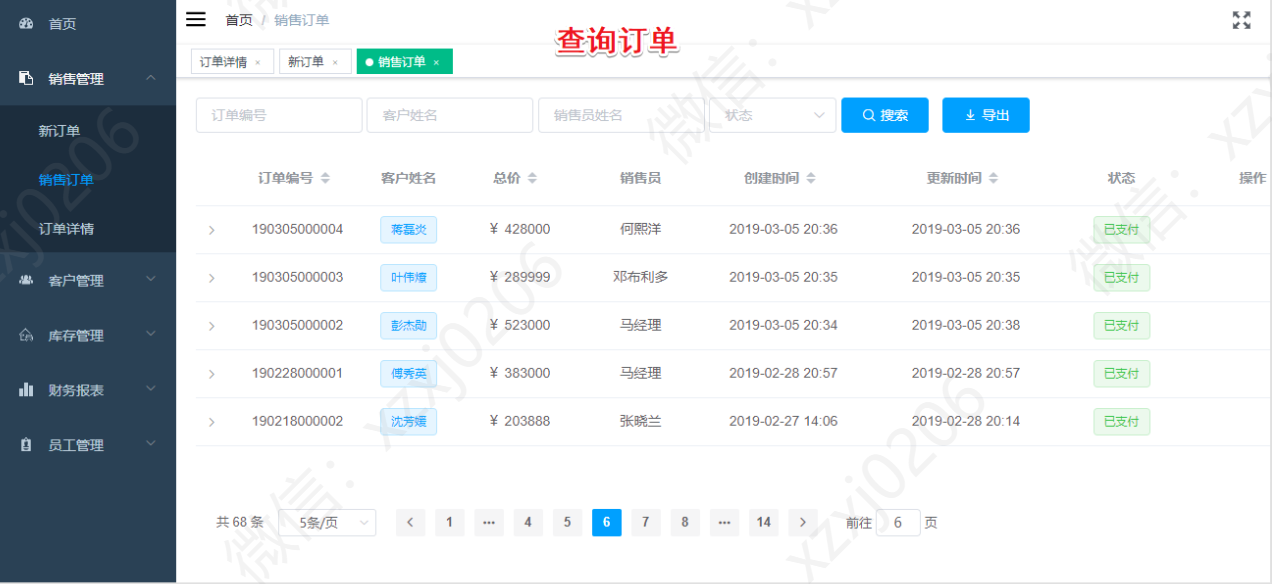 首页
销售管理
新订单
销售订单
订单详情
客户管理
库存管理
财务报表
员工管理
首页 / 销售订单
查询订单
订单详情 × 新订单 × 销售订单 ×
订单编号 客户姓名 销售员姓名 状态 搜索 导出
订单编号 客户姓名 总价 销售员 创建时间 更新时间 状态 操作
190305000004 蒋磊炎 ¥ 428000 何熙洋 2019-03-05 20:36 2019-03-05 20:36 已支付
190305000003 叶伟燎 ¥ 289999 邓布利多 2019-03-05 20:35 2019-03-05 20:35 已支付
190305000002 彭杰勋 ¥ 523000 马经理 2019-03-05 20:34 2019-03-05 20:38 已支付
190228000001 傅秀英 ¥ 383000 马经理 2019-02-28 20:57 2019-02-28 20:57 已支付
190218000002 沈芳媛 ¥ 203888 张晓兰 2019-02-27 14:06 2019-02-28 20:14 已支付
共 68 条 5条/页 1 ··· 4 5 6 7 8 ··· 14 前往 6 页
微信: xzxj0206